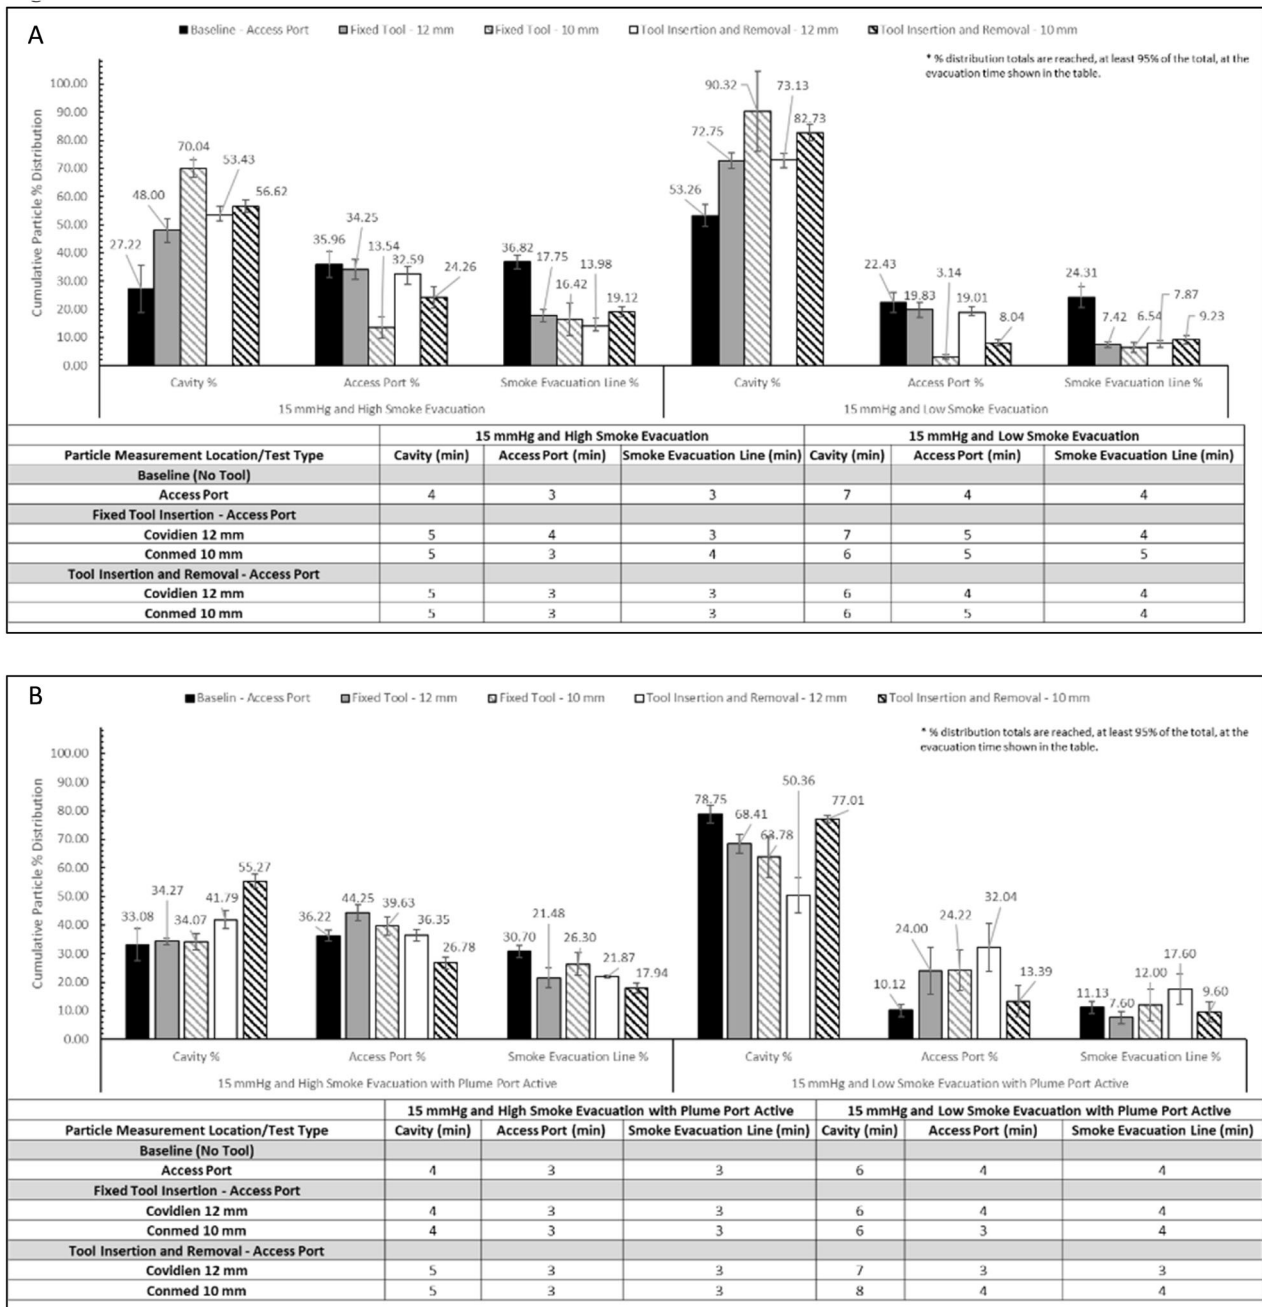 A
Baseline - Access Port Fixed Tool - 12 mm Fixed Tool - 10 mm Tool Insertion and Removal - 12 mm Tool Insertion and Removal - 10 mm
* % distribution totals are reached, at least 95% of the total, at the
evacuation time shown in the table.
Cumulative Particle % Distribution
100.00
90.00
80.00
70.00
60.00
50.00
40.00
30.00
20.00
10.00
0.00
27.22 48.00 70.04 53.43 56.62
35.96 34.25 13.54 32.59 24.26
36.82 17.75 16.42 13.98 19.12
53.26 72.75 90.32 73.13 82.73
22.43 19.83 3.14 19.01 8.04
24.31 7.42 6.54 7.87 9.23
Cavity % Access Port % Smoke Evacuation Line % Cavity % Access Port % Smoke Evacuation Line %
15 mmHg and High Smoke Evacuation 15 mmHg and Low Smoke Evacuation
15 mmHg and High Smoke Evacuation 15 mmHg and Low Smoke Evacuation
Particle Measurement Location/Test Type Cavity (min) Access Port (min) Smoke Evacuation Line (min) Cavity (min) Access Port (min) Smoke Evacuation Line (min)
Baseline (No Tool)
Access Port 4 3 3 7 4 4
Fixed Tool Insertion - Access Port
Covidien 12 mm 5 4 3 7 5 4
Conmed 10 mm 5 3 4 6 5 5
Tool Insertion and Removal - Access Port
Covidien 12 mm 5 3 3 6 4 4
Conmed 10 mm 5 3 3 6 5 4
B
Baselin - Access Port Fixed Tool - 12 mm Fixed Tool - 10 mm Tool Insertion and Removal - 12 mm Tool Insertion and Removal - 10 mm
* % distribution totals are reached, at least 95% of the total, at the
evacuation time shown in the table.
Cumulative Particle % Distribution
100.00
90.00
80.00
70.00
60.00
50.00
40.00
30.00
20.00
10.00
0.00
33.08 34.27 34.07 41.79 55.27
36.22 44.25 39.63 36.35 26.78
30.70 21.48 26.30 21.87 17.94
78.75 68.41 63.78 50.36 77.01
10.12 24.00 24.22 32.04 13.39
11.13 7.60 12.00 17.60 9.60
Cavity % Access Port % Smoke Evacuation Line % Cavity % Access Port % Smoke Evacuation Line %
15 mmHg and High Smoke Evacuation with Plume Port Active 15 mmHg and Low Smoke Evacuation with Plume Port Active
15 mmHg and High Smoke Evacuation with Plume Port Active 15 mmHg and Low Smoke Evacuation with Plume Port Active
Particle Measurement Location/Test Type Cavity (min) Access Port (min) Smoke Evacuation Line (min) Cavity (min) Access Port (min) Smoke Evacuation Line (min)
Baseline (No Tool)
Access Port 4 3 3 6 4 4
Fixed Tool Insertion - Access Port
Covidien 12 mm 4 3 3 6 4 4
Conmed 10 mm 4 3 3 6 3 4
Tool Insertion and Removal - Access Port
Covidien 12 mm 5 3 3 7 3 3
Conmed 10 mm 5 3 3 8 4 4